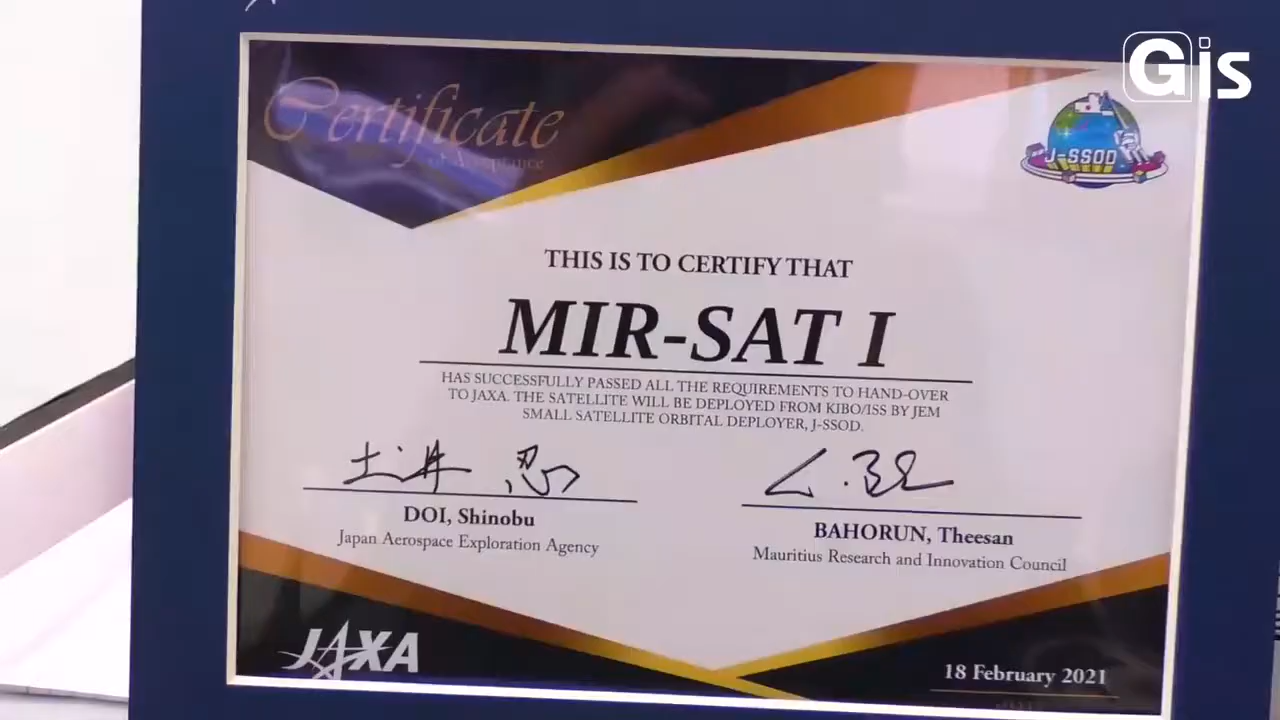 Gis
Certificate
of Acceptance
J-SSOD
THIS IS TO CERTIFY THAT
MIR-SAT I
HAS SUCCESSFULLY PASSED ALL THE REQUIREMENTS TO HAND-OVER
TO JAXA. THE SATELLITE WILL BE DEPLOYED FROM KIBO/ISS BY JEM
SMALL SATELLITE ORBITAL DEPLOYER, J-SSOD.
土井 忍
DOI, Shinobu
Japan Aerospace Exploration Agency
BAHORUN, Theesan
Mauritius Research and Innovation Council
JAXA
18 February 2021